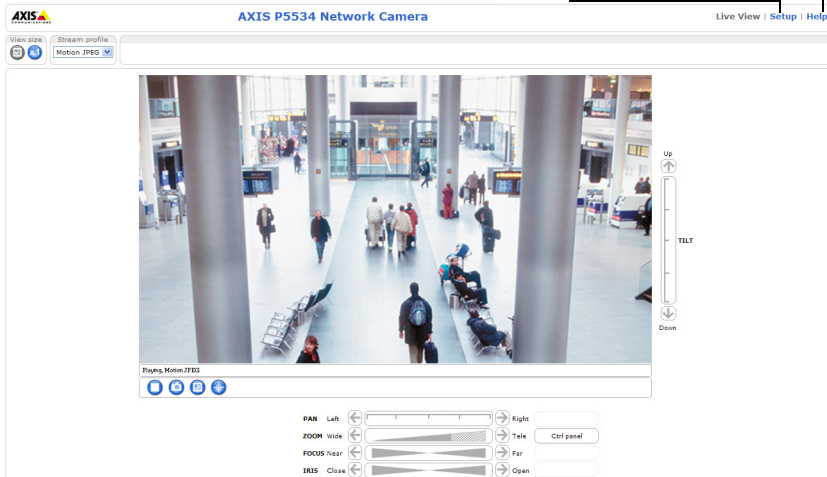 AXIS
COMMUNICATIONS
AXIS P5534 Network Camera
Live View | Setup | Help
View size
Stream profile
Motion JPEG
Up
TILT
Down
Playing, Motion JPEG
PAN Left Right
ZOOM Wide Tele Ctrl panel
FOCUS Near Far
IRIS Close Open